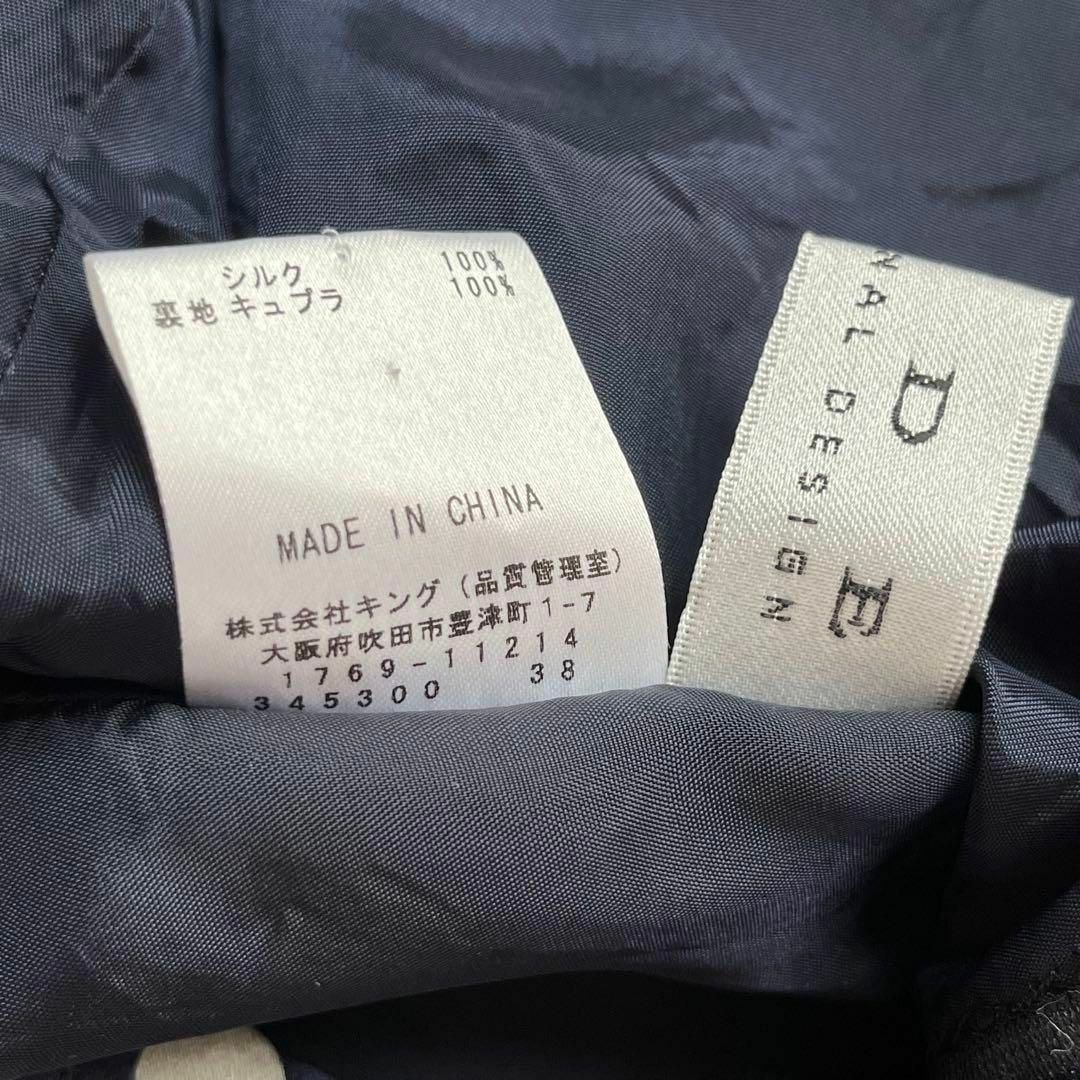 シルク 100%
裏地 キュプラ 100%
MADE IN CHINA
株式会社キング (品質管理室)
大阪府吹田市豊津町1-7
1769-11214
345300 38
D E
NAL DESIGN